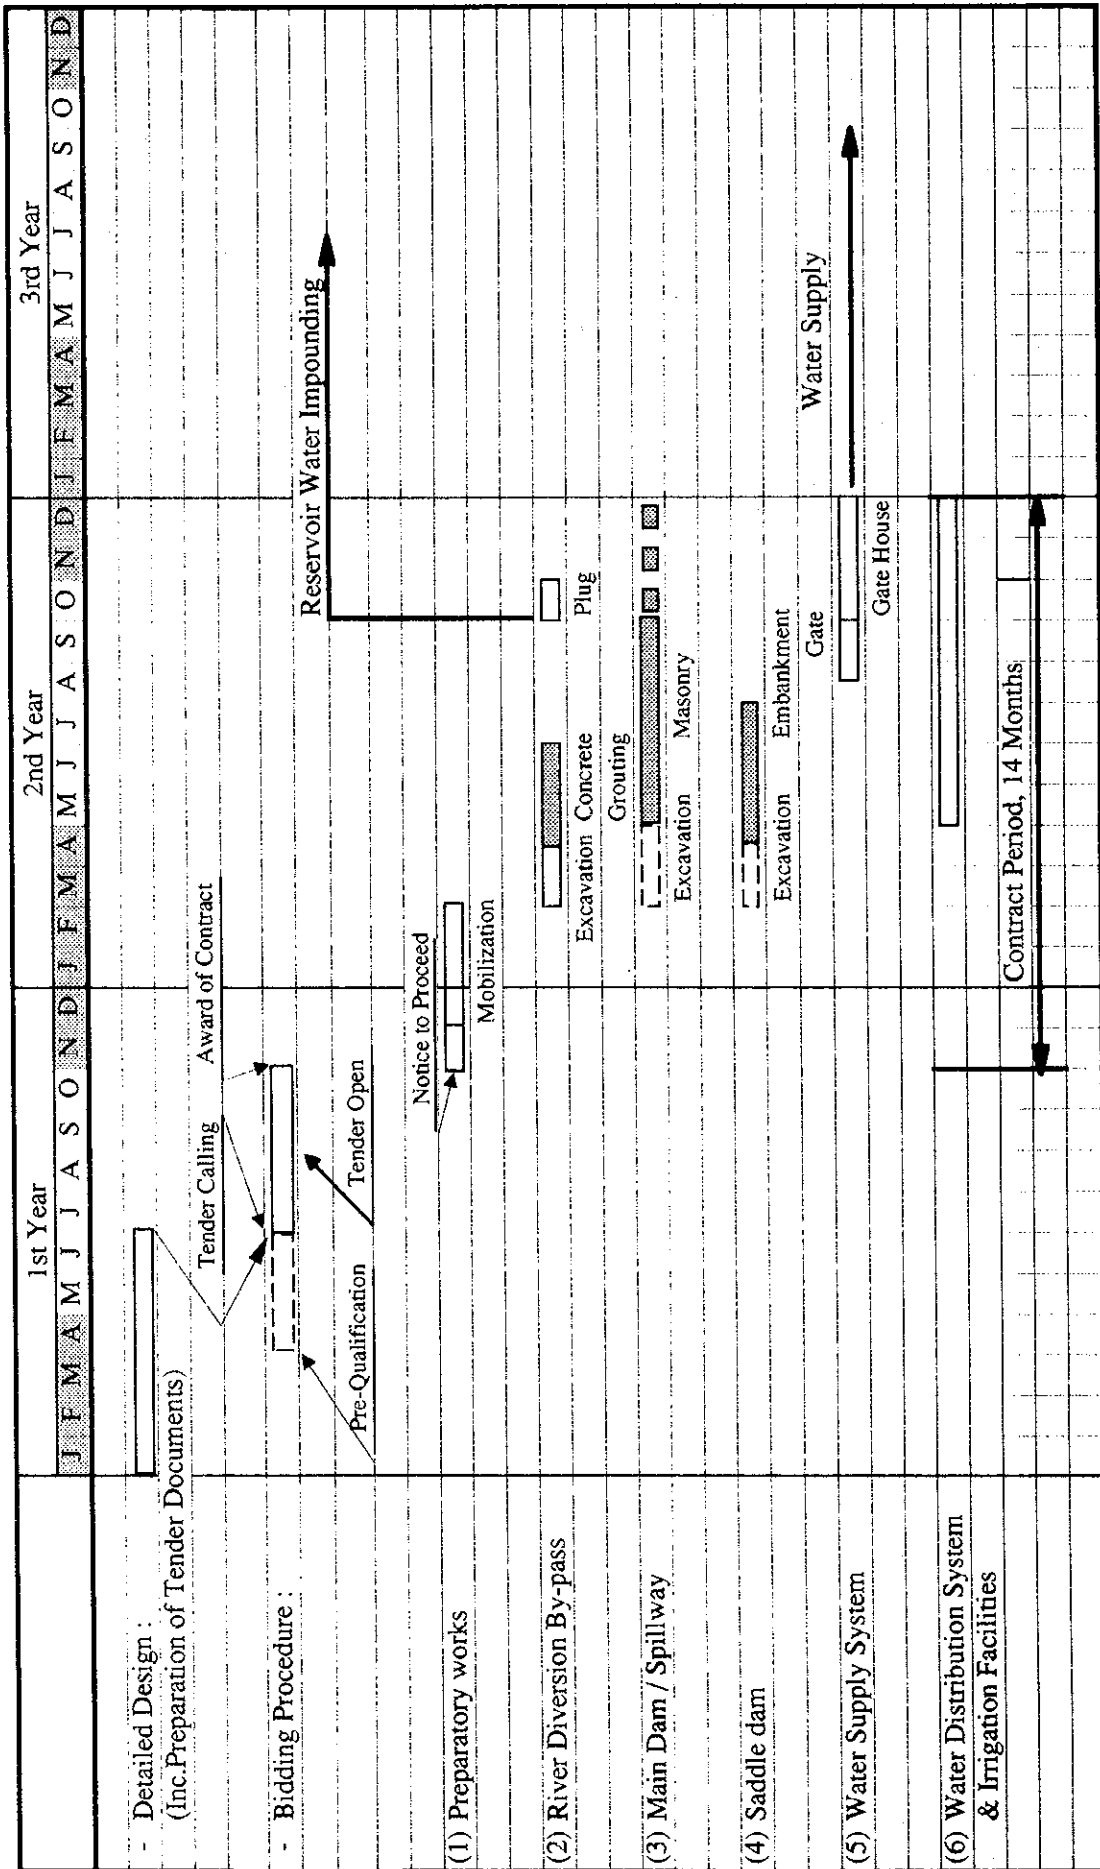 1st Year
2nd Year
3rd Year
J F M A M J J A S O N D J F M A M J J A S O N D J F M A M J J A S O N D
- Detailed Design :
(Inc.Preparation of Tender Documents)
Tender Calling
Award of Contract
- Bidding Procedure :
Reservoir Water Impounding
Pre-Qualification
Tender Open
Notice to Proceed
(1) Preparatory works
Mobilization
(2) River Diversion By-pass
Excavation Concrete
Plug
Grouting
(3) Main Dam / Spillway
Excavation Masonry
(4) Saddle dam
Excavation Embankment
Gate
Water Supply
(5) Water Supply System
Gate House
(6) Water Distribution System
& Irrigation Facilities
Contract Period, 14 Months